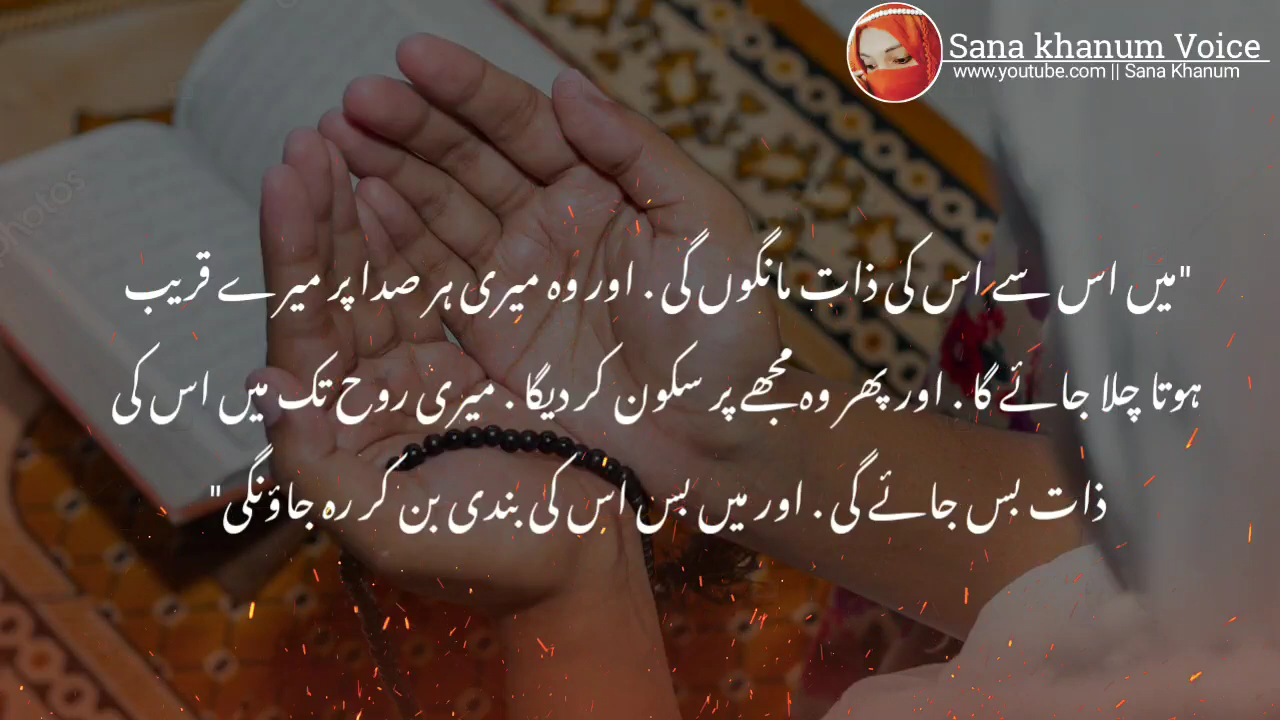 Sana khanum Voice
www.youtube.com || Sana Khanum
"میں اس سے اس کی ذات مانگوں گی . اور وہ میری ہر صدا پر میرے قریب
ہوتا چلا جائے گا . اور پھر وہ مجھے پر سکون کر دیگا . میری روح تک میں اس کی
ذات بس جائے گی . اور میں بس اس کی بندی بن کر رہ جاؤنگی"
photos